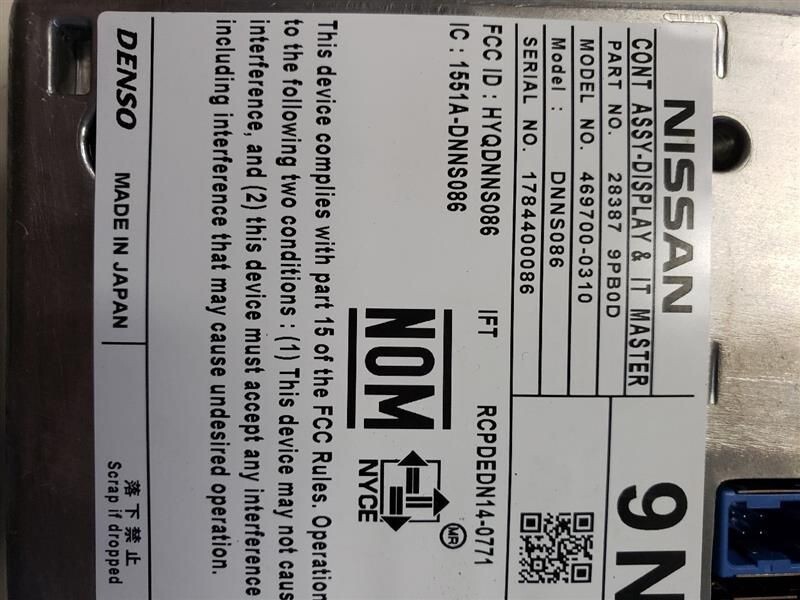 NISSAN
CONT ASSY-DISPLAY & IT MASTER
PART NO. 28387 9PB0D
MODEL NO. 469700-0310
Model : DNNS086
SERIAL NO. 1784400086
9N
FCC ID : HYQDNNS086 IFT RCPDEDN14-0771
IC : 1551A-DNNS086
NOM
NYCE
MR
This device complies with part 15 of the FCC Rules. Operation
to the following two conditions : (1) This device may not caus
interference, and (2) this device must accept any interference
including interference that may cause undesired operation.
DENSO MADE IN JAPAN
落下禁止
Scrap if dropped